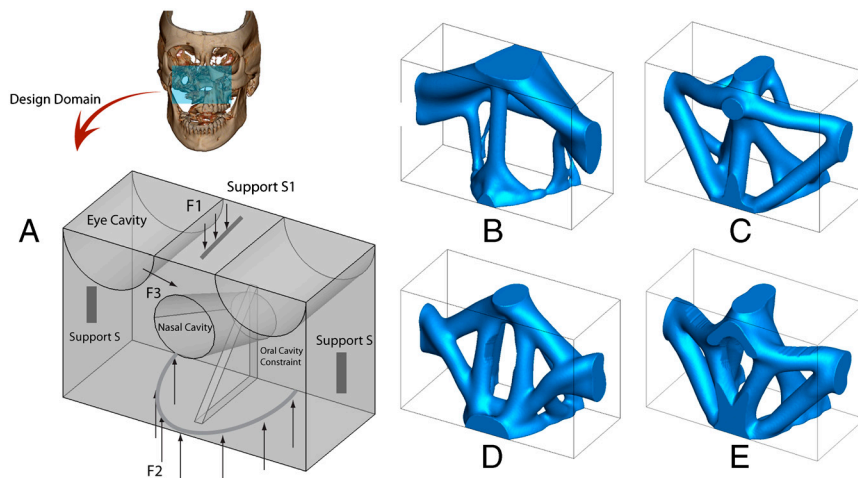 Design Domain
A
Support S1
F1
Eye Cavity
F3
Nasal Cavity
Support S
Oral Cavity
Constraint
Support S
F2
B
C
D
E